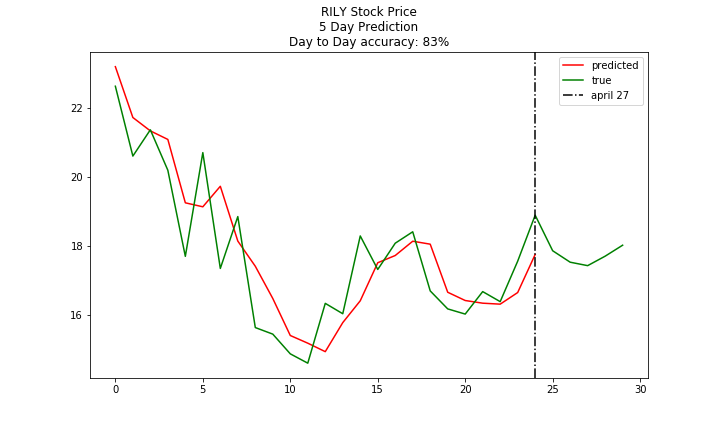 RILY Stock Price
5 Day Prediction
Day to Day accuracy: 83%
predicted
true
april 27
22
20
18
16
0 5 10 15 20 25 30